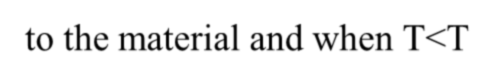 to the material and when T<T